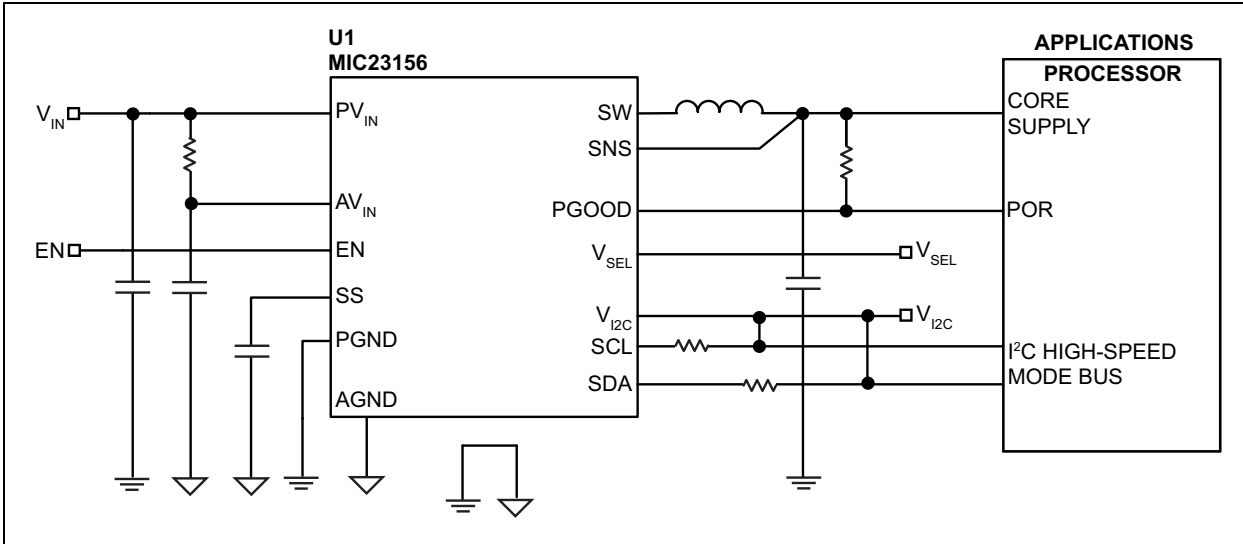 U1
MIC23156
APPLICATIONS
PROCESSOR
V_IN
EN
PV_IN
AV_IN
EN
SS
PGND
AGND
SW
SNS
PGOOD
V_SEL
V_I2C
SCL
SDA
V_SEL
V_I2C
CORE
SUPPLY
POR
I²C HIGH-SPEED
MODE BUS